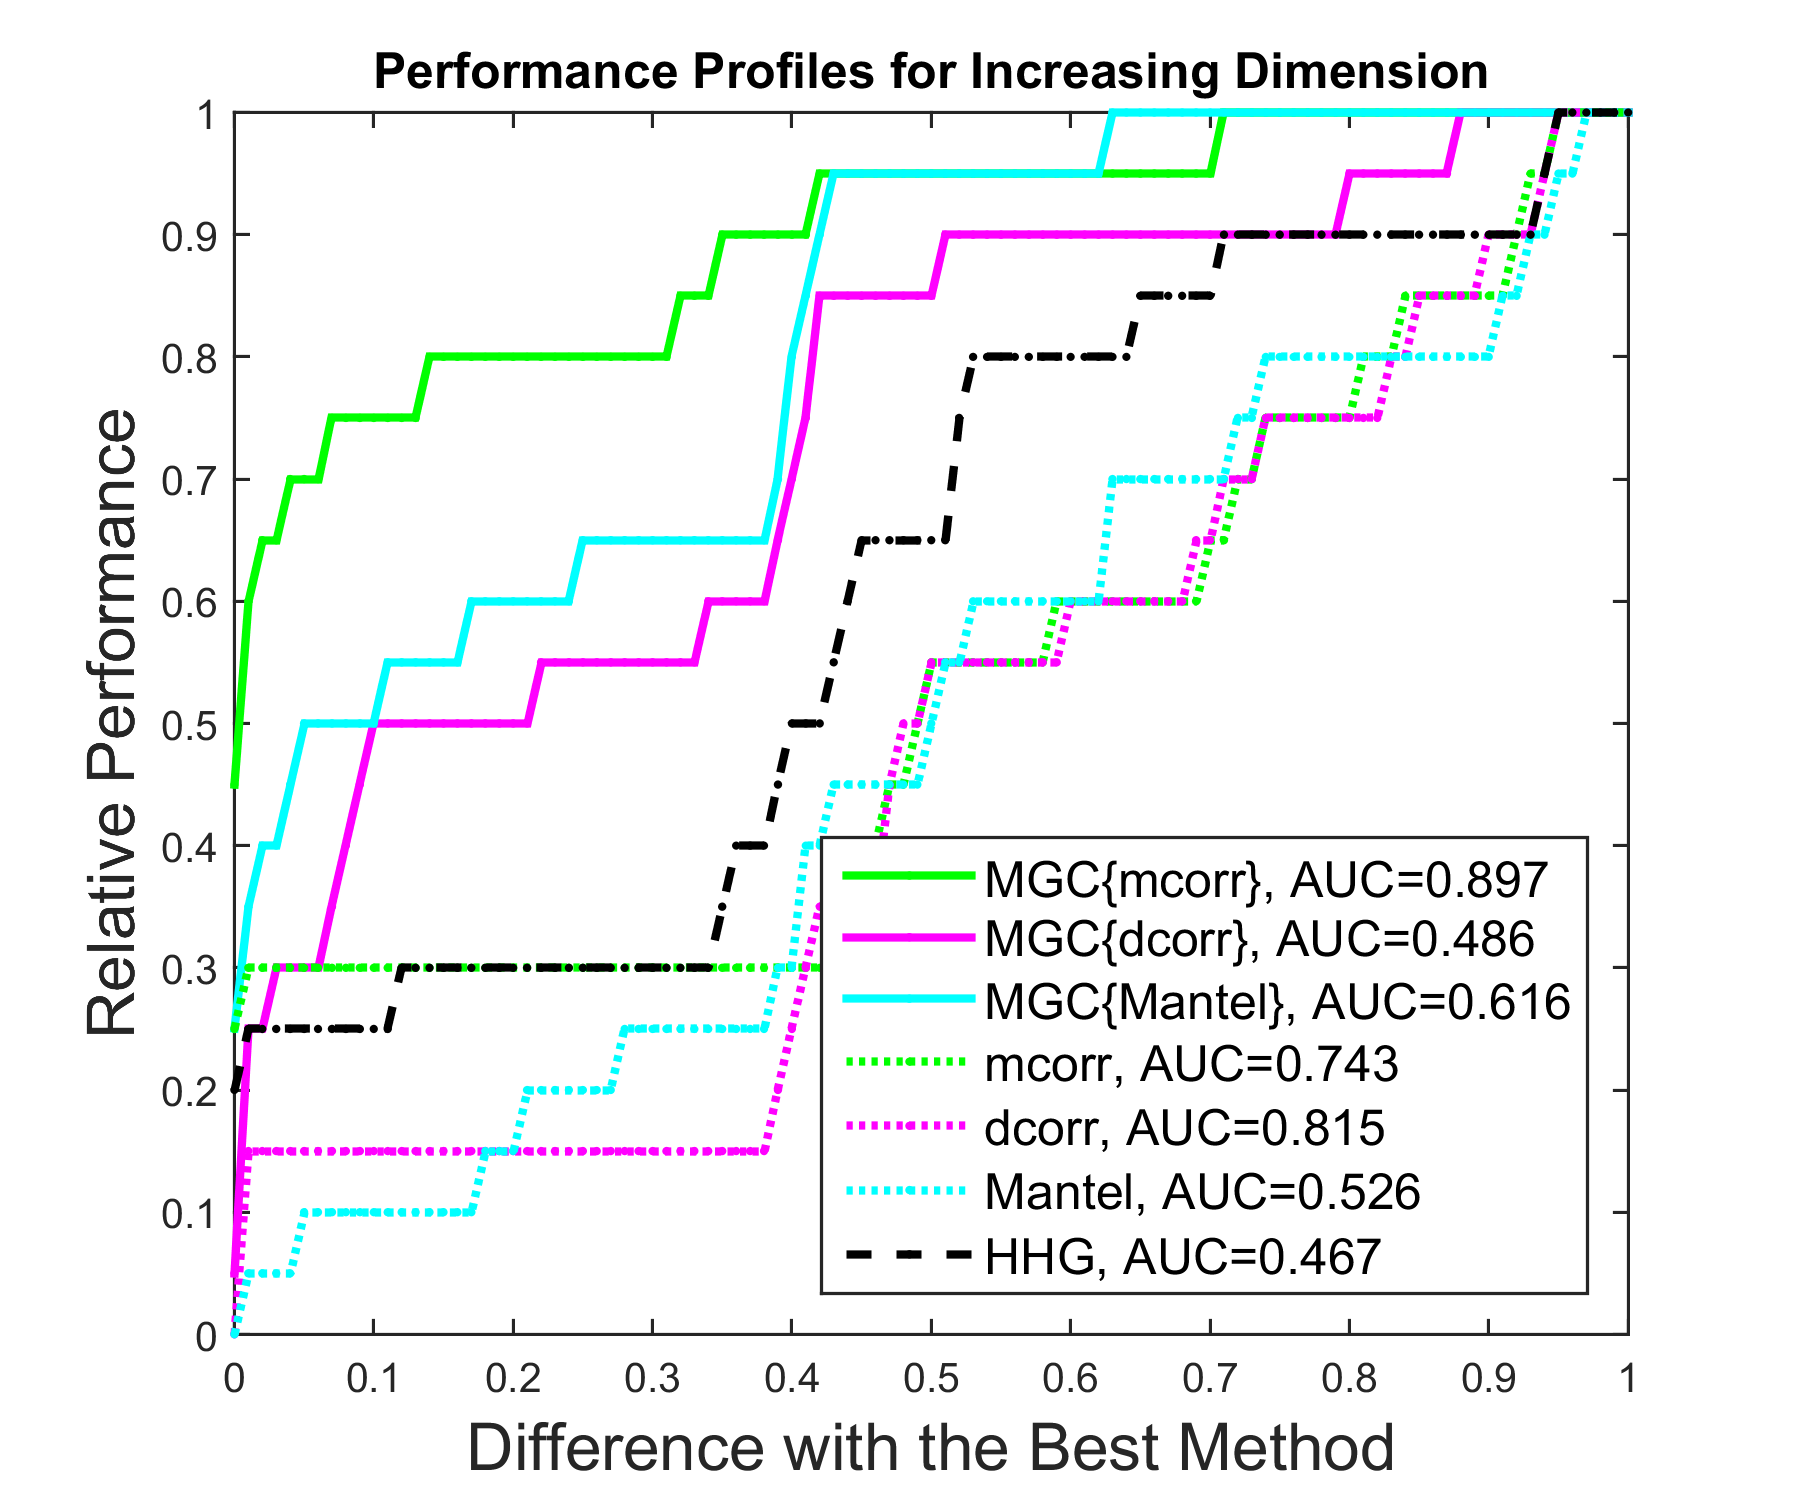 Performance Profiles for Increasing Dimension
1
0.9
0.8
0.7
0.6
0.5
0.4
0.3
0.2
0.1
0
Relative Performance
MGC{mcorr}, AUC=0.897
MGC{dcorr}, AUC=0.486
MGC{Mantel}, AUC=0.616
mcorr, AUC=0.743
dcorr, AUC=0.815
Mantel, AUC=0.526
HHG, AUC=0.467
0 0.1 0.2 0.3 0.4 0.5 0.6 0.7 0.8 0.9 1
Difference with the Best Method